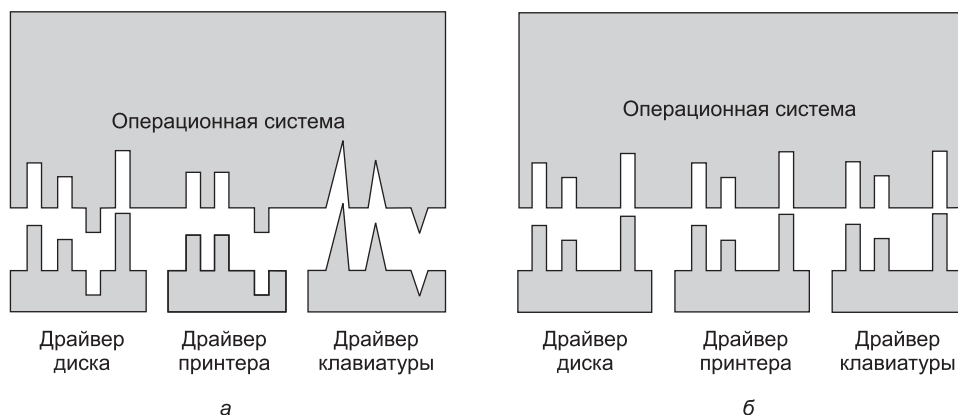 Операционная система
Драйвер
диска
Драйвер
принтера
Драйвер
клавиатуры
а
Операционная система
Драйвер
диска
Драйвер
принтера
Драйвер
клавиатуры
б